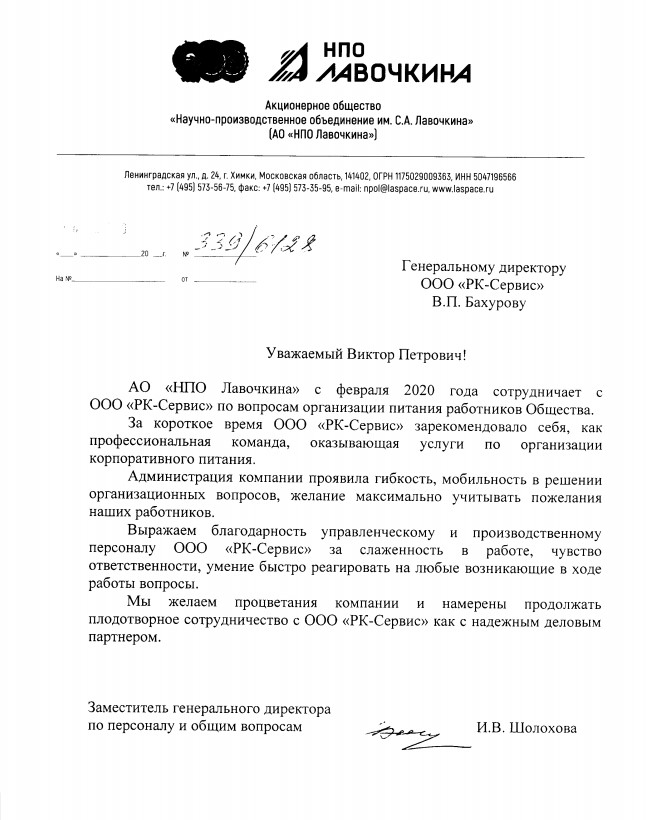 НПО
ЛАВОЧКИНА
Акционерное общество
«Научно-производственное объединение им. С.А. Лавочкина»
(АО «НПО Лавочкина»)
Ленинградская ул., д. 24, г. Химки, Московская область, 141402, ОГРН 1175029009363, ИНН 5047196566
тел.: +7 (495) 573-56-75, факс: +7 (495) 573-35-95, e-mail: npol@laspace.ru, www.laspace.ru
«___» ____________ 20 __г. № 339/6128
На №____________ от ____________
Генеральному директору
ООО «РК-Сервис»
В.П. Бахурову
Уважаемый Виктор Петрович!
АО «НПО Лавочкина» с февраля 2020 года сотрудничает с
ООО «РК-Сервис» по вопросам организации питания работников Общества.
За короткое время ООО «РК-Сервис» зарекомендовало себя, как
профессиональная команда, оказывающая услуги по организации
корпоративного питания.
Администрация компании проявила гибкость, мобильность в решении
организационных вопросов, желание максимально учитывать пожелания
наших работников.
Выражаем благодарность управленческому и производственному
персоналу ООО «РК-Сервис» за слаженность в работе, чувство
ответственности, умение быстро реагировать на любые возникающие в ходе
работы вопросы.
Мы желаем процветания компании и намерены продолжать
плодотворное сотрудничество с ООО «РК-Сервис» как с надежным деловым
партнером.
Заместитель генерального директора
по персоналу и общим вопросам И.В. Шолохова